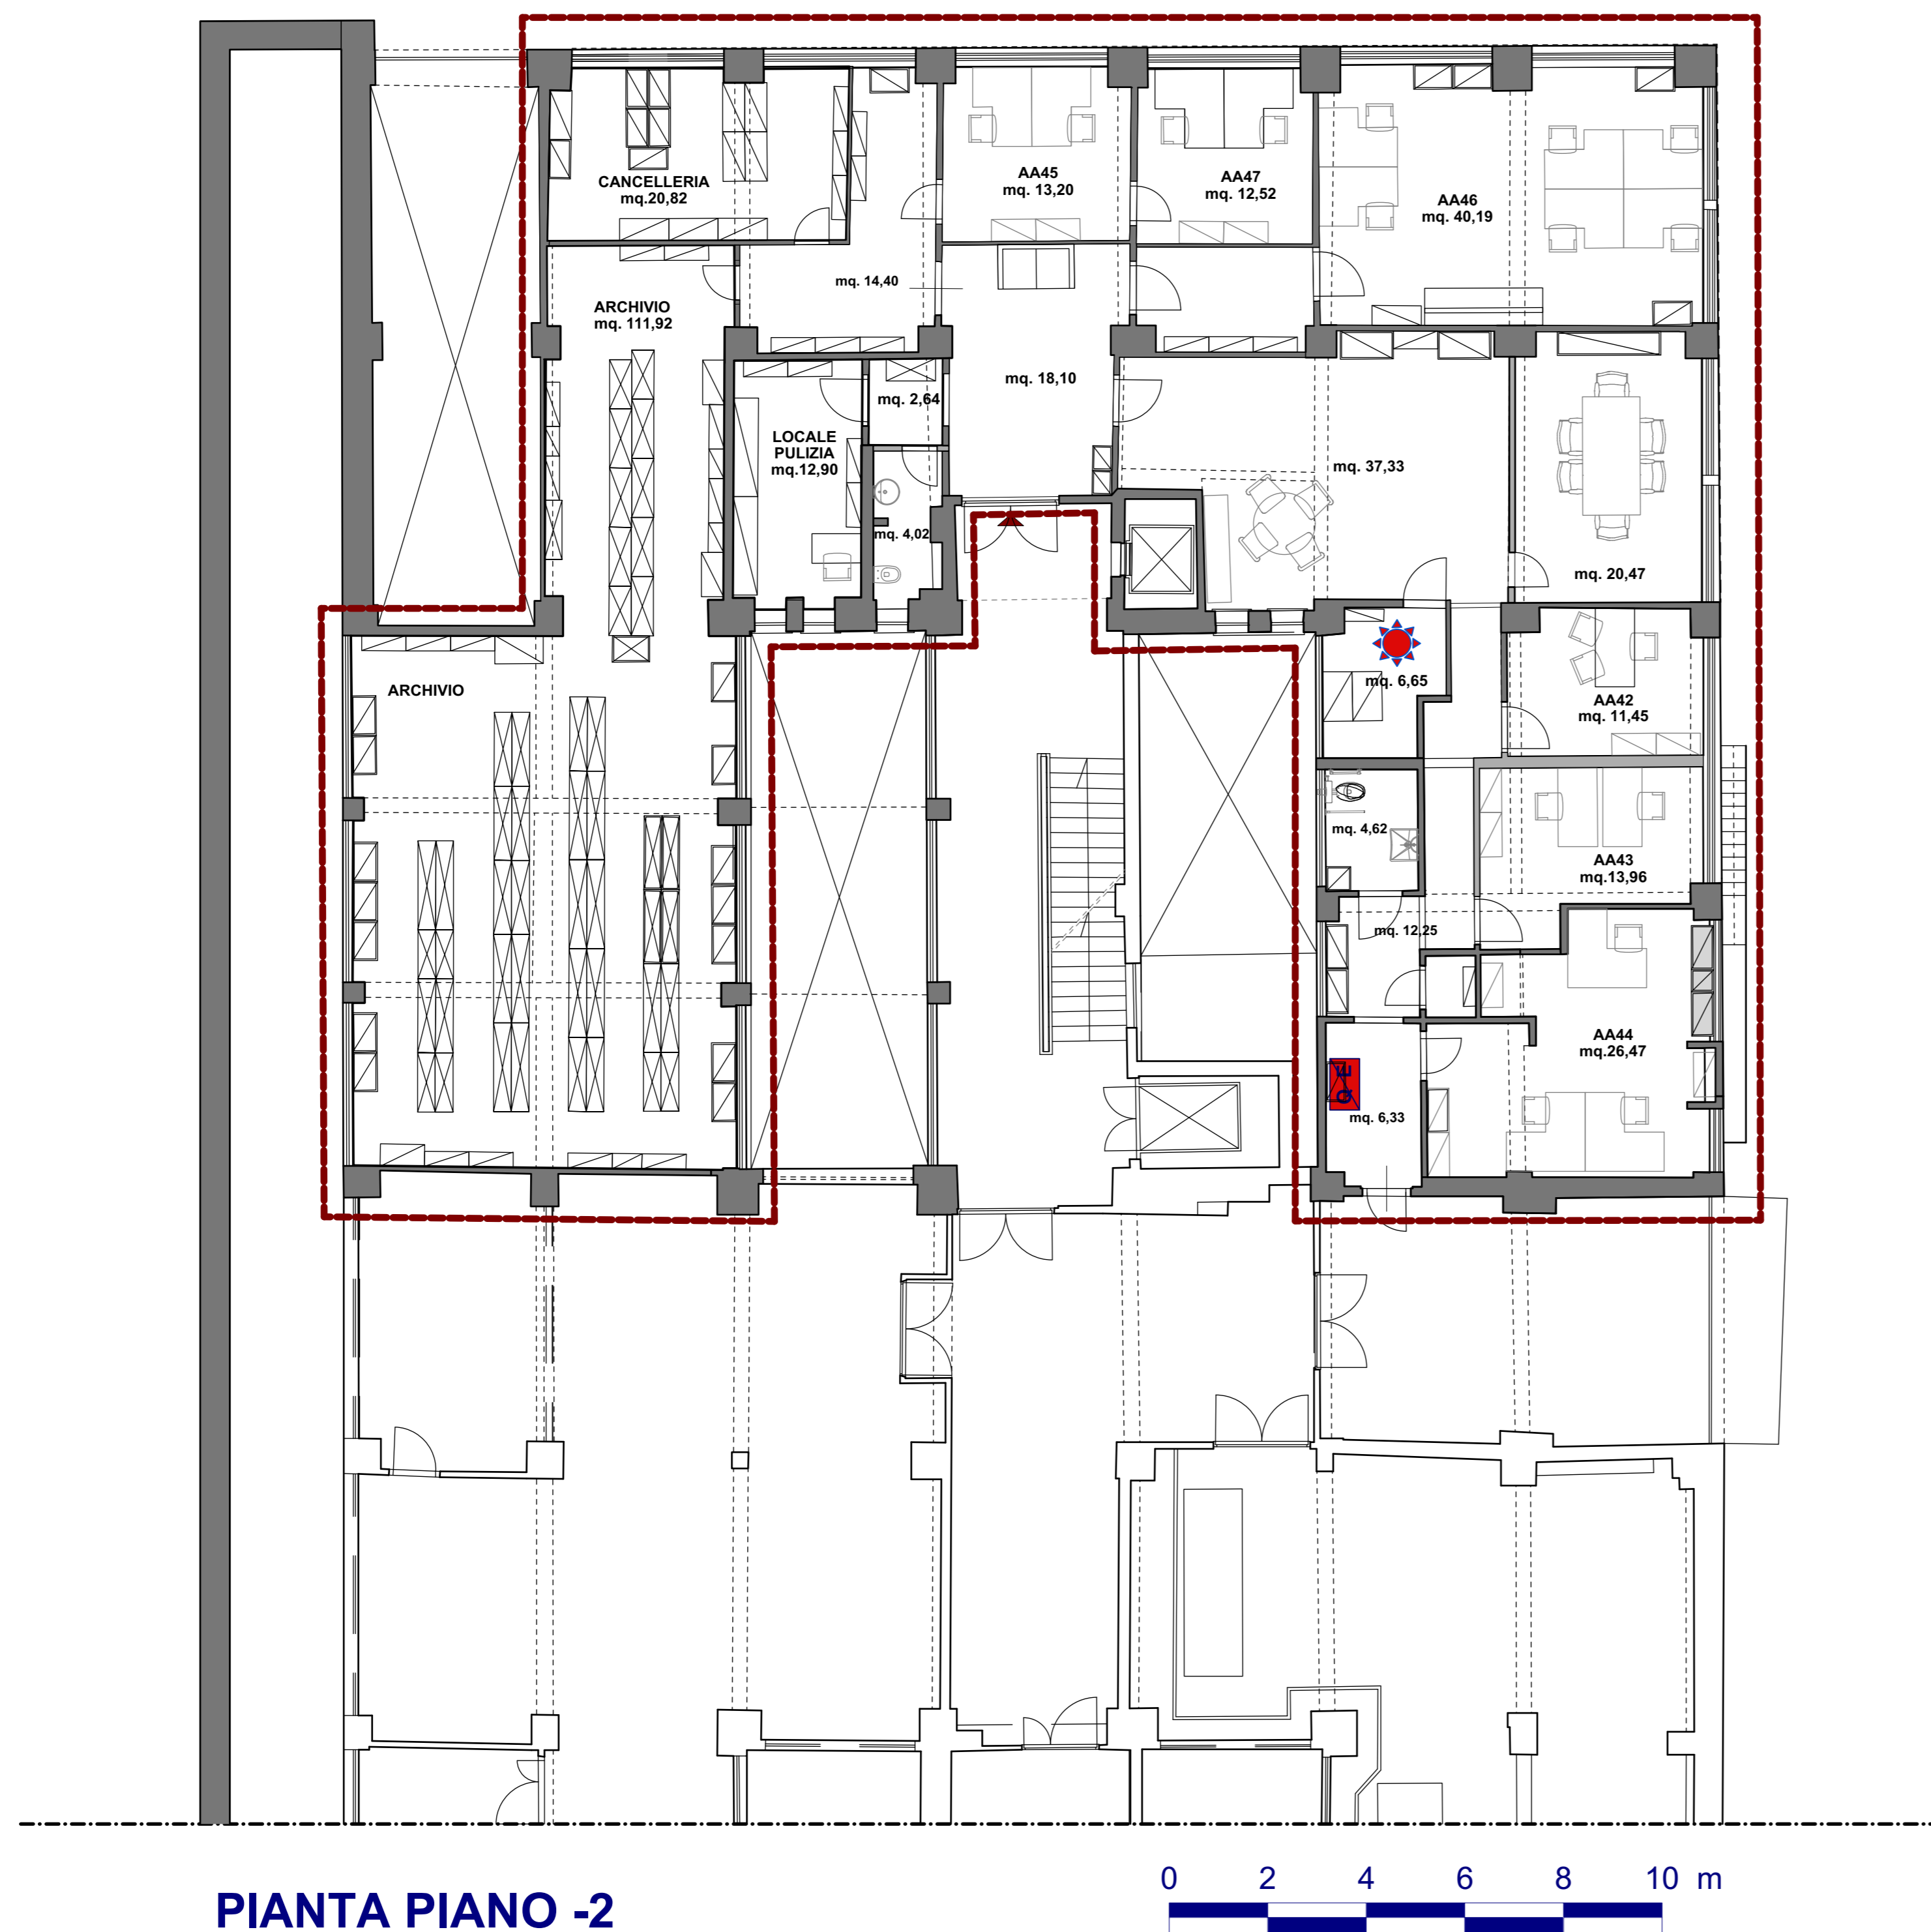 CANCELLERIA
mq.20,82
AA45
mq. 13,20
AA47
mq. 12,52
AA46
mq. 40,19
mq. 14,40
ARCHIVIO
mq. 111,92
mq. 18,10
mq. 2,64
LOCALE
PULIZIA
mq.12,90
mq. 37,33
mq. 4,02
mq. 20,47
mq. 6,65
ARCHIVIO
AA42
mq. 11,45
mq. 4,62
AA43
mq.13,96
mq. 12,25
AA44
mq.26,47
QE
mq. 6,33
PIANTA PIANO -2
0 2 4 6 8 10 m